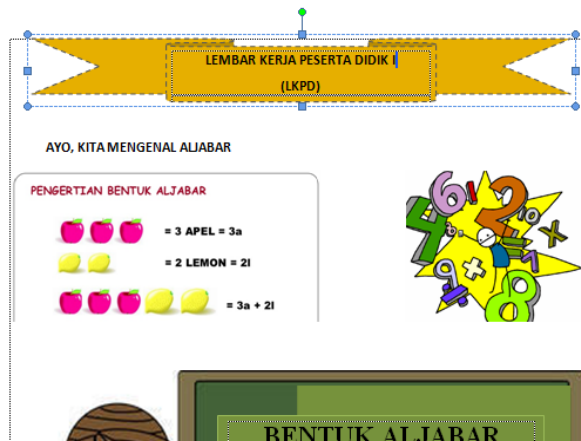 LEMBAR KERJA PESERTA DIDIK I
(LKPD)
AYO, KITA MENGENAL ALJABAR
PENGERTIAN BENTUK ALJABAR
= 3 APEL = 3a
= 2 LEMON = 2l
= 3a + 2l
BENTUK ALJABAR